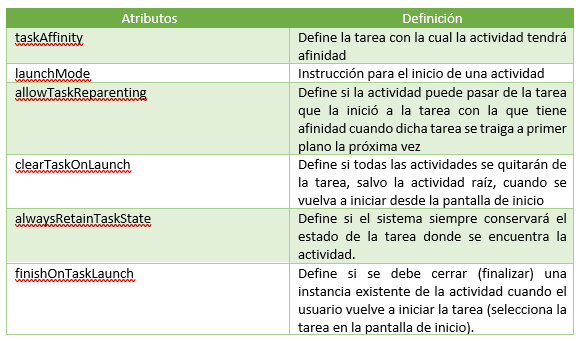 Atributos Definición
taskAffinity Define la tarea con la cual la actividad tendrá
afinidad
launchMode Instrucción para el inicio de una actividad
allowTaskReparenting Define si la actividad puede pasar de la tarea
que la inició a la tarea con la que tiene
afinidad cuando dicha tarea se traiga a primer
plano la próxima vez
clearTaskOnLaunch Define si todas las actividades se quitarán de
la tarea, salvo la actividad raíz, cuando se
vuelva a iniciar desde la pantalla de inicio
alwaysRetainTaskState Define si el sistema siempre conservará el
estado de la tarea donde se encuentra la
actividad.
finishOnTaskLaunch Define si se debe cerrar (finalizar) una
instancia existente de la actividad cuando el
usuario vuelve a iniciar la tarea (selecciona la
tarea en la pantalla de inicio).